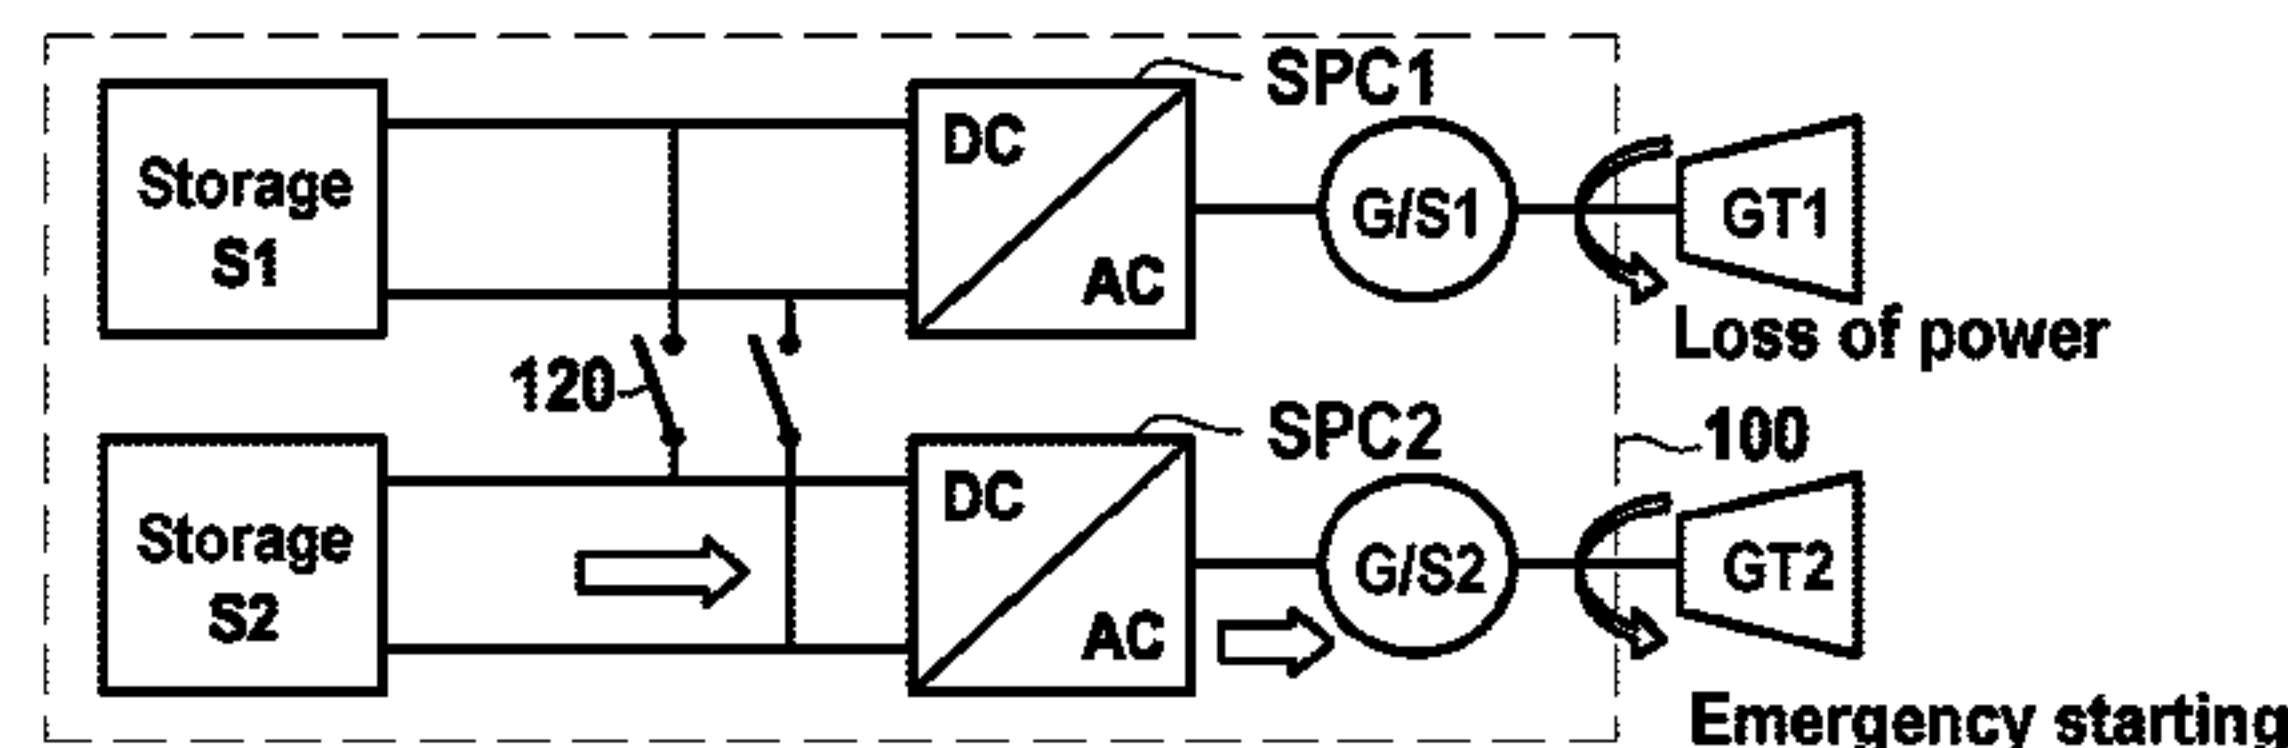 SPC1
Storage
S1
DC
AC
G/S1
GT1
Loss of power
120
SPC2
100
Storage
S2
DC
AC
G/S2
GT2
Emergency starting